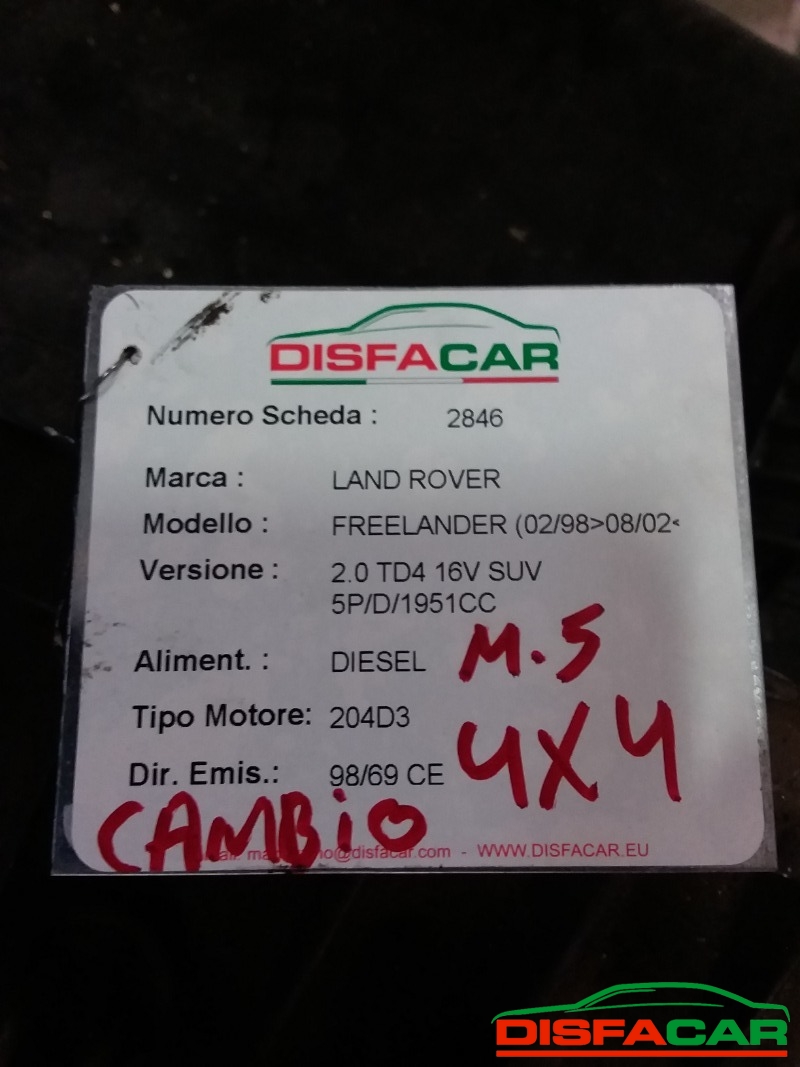 DISFACAR
Numero Scheda : 2846
Marca : LAND ROVER
Modello : FREELANDER (02/98>08/02<
Versione : 2.0 TD4 16V SUV
5P/D/1951CC
M.5
Aliment. : DIESEL
Tipo Motore: 204D3
4X4
Dir. Emis.: 98/69 CE
CAMBiO
@disfacar.com - WWW.DISFACAR.EU
DISFACAR